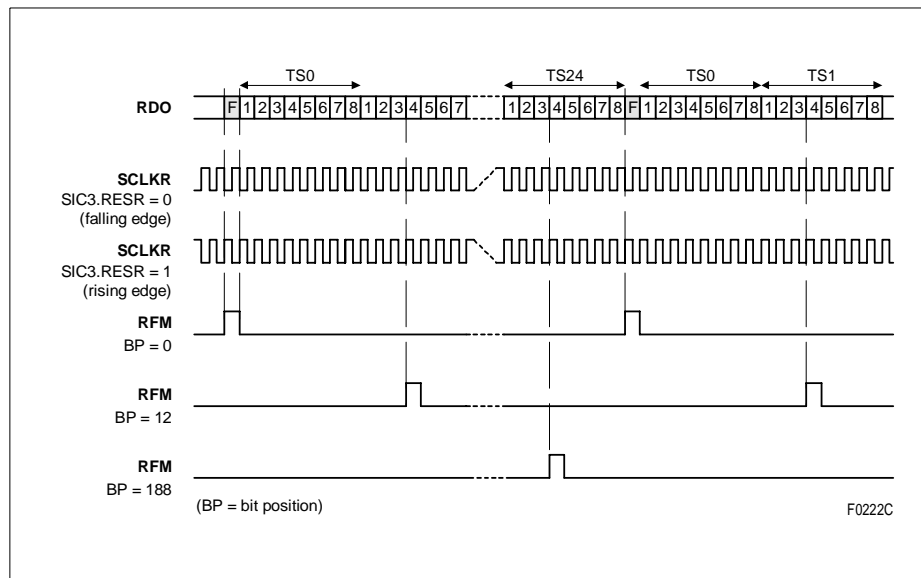 TS0 TS24 TS0 TS1
RDO F 1 2 3 4 5 6 7 8 1 2 3 4 5 6 7 1 2 3 4 5 6 7 8 F 1 2 3 4 5 6 7 8 1 2 3 4 5 6 7 8
SCLKR
SIC3.RESR = 0
(falling edge)
SCLKR
SIC3.RESR = 1
(rising edge)
RFM
BP = 0
RFM
BP = 12
RFM
BP = 188
(BP = bit position)
F0222C